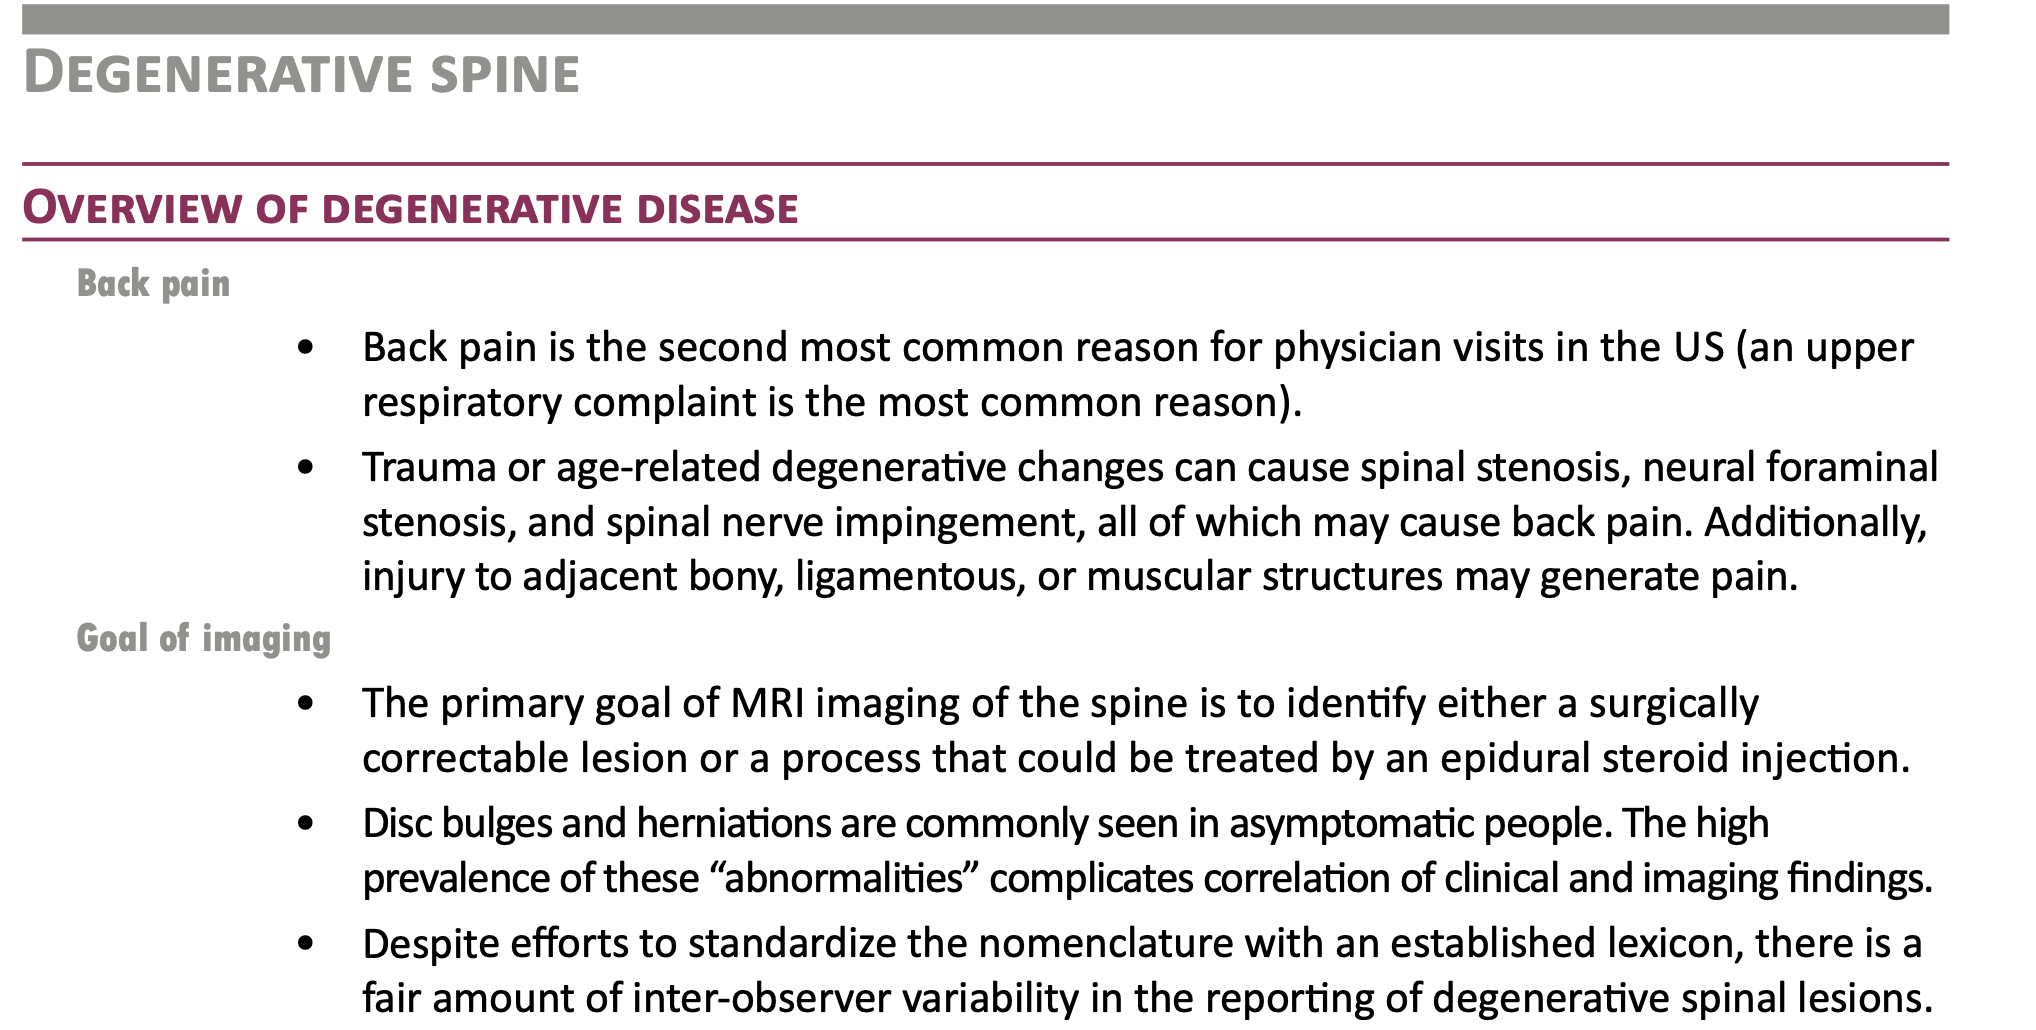 DEGENERATIVE SPINE
OVERVIEW OF DEGENERATIVE DISEASE
Back pain
• Back pain is the second most common reason for physician visits in the US (an upper
respiratory complaint is the most common reason).
• Trauma or age-related degenerative changes can cause spinal stenosis, neural foraminal
stenosis, and spinal nerve impingement, all of which may cause back pain. Additionally,
injury to adjacent bony, ligamentous, or muscular structures may generate pain.
Goal of imaging
• The primary goal of MRI imaging of the spine is to identify either a surgically
correctable lesion or a process that could be treated by an epidural steroid injection.
• Disc bulges and herniations are commonly seen in asymptomatic people. The high
prevalence of these “abnormalities” complicates correlation of clinical and imaging findings.
• Despite efforts to standardize the nomenclature with an established lexicon, there is a
fair amount of inter-observer variability in the reporting of degenerative spinal lesions.